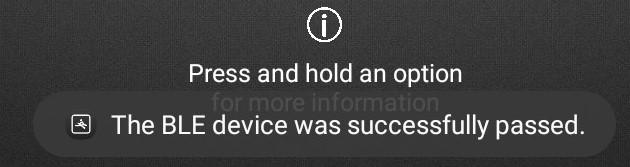 Press and hold an option
for more information
The BLE device was successfully passed.